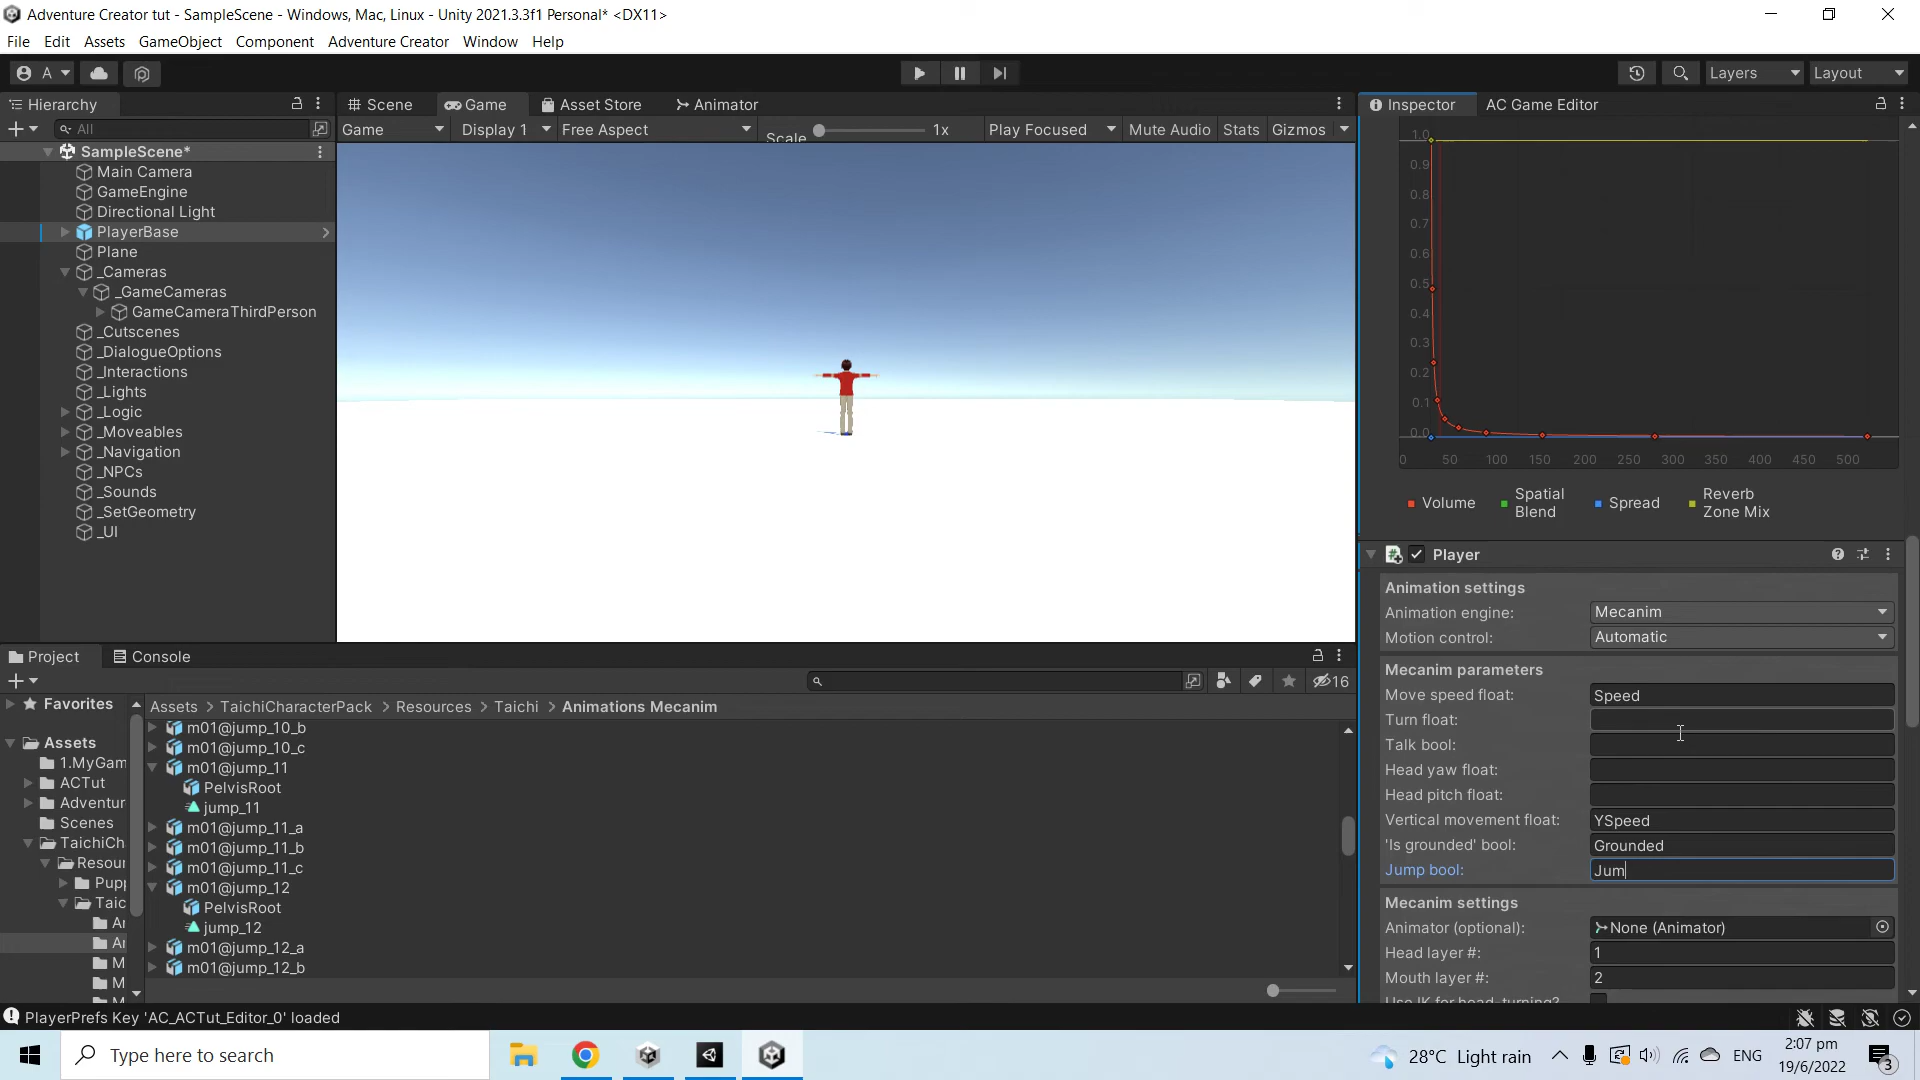 Adventure Creator tut - SampleScene - Windows, Mac, Linux - Unity 2021.3.3f1 Personal* <DX11>
File Edit Assets GameObject Component Adventure Creator Window Help
A Layers Layout
Hierarchy Scene Game Asset Store Animator Inspector AC Game Editor
All Game Display 1 Free Aspect Scale 1x Play Focused Mute Audio Stats Gizmos
SampleScene*
Main Camera
GameEngine
Directional Light
PlayerBase
Plane
_Cameras
_GameCameras
GameCameraThirdPerson
_Cutscenes
_DialogueOptions
_Interactions
_Lights
_Logic
_Moveables
_Navigation
_NPCs
_Sounds
_SetGeometry
_UI
1.0
0.9
0.8
0.7
0.6
0.5
0.4
0.3
0.2
0.1
0.0
0 50 100 150 200 250 300 350 400 450 500
Volume Spatial Blend Spread Reverb Zone Mix
Player
Animation settings
Animation engine: Mecanim
Motion control: Automatic
Mecanim parameters
Move speed float: Speed
Turn float:
Talk bool:
Head yaw float:
Head pitch float:
Vertical movement float: YSpeed
'Is grounded' bool: Grounded
Jump bool: Jum
Mecanim settings
Animator (optional): None (Animator)
Head layer #: 1
Mouth layer #: 2
Use IK for head-turning?
Project Console
16
Favorites
Assets
1.MyGam
ACTut
Adventur
Scenes
TaichiCh
Resour
Pupp
Taic
Assets > TaichiCharacterPack > Resources > Taichi > Animations Mecanim
m01@jump_10_b
m01@jump_10_c
m01@jump_11
PelvisRoot
jump_11
m01@jump_11_a
m01@jump_11_b
m01@jump_11_c
m01@jump_12
PelvisRoot
jump_12
m01@jump_12_a
m01@jump_12_b
PlayerPrefs Key 'AC_ACTut_Editor_0' loaded
Type here to search
28°C Light rain ENG
2:07 pm
19/6/2022
3